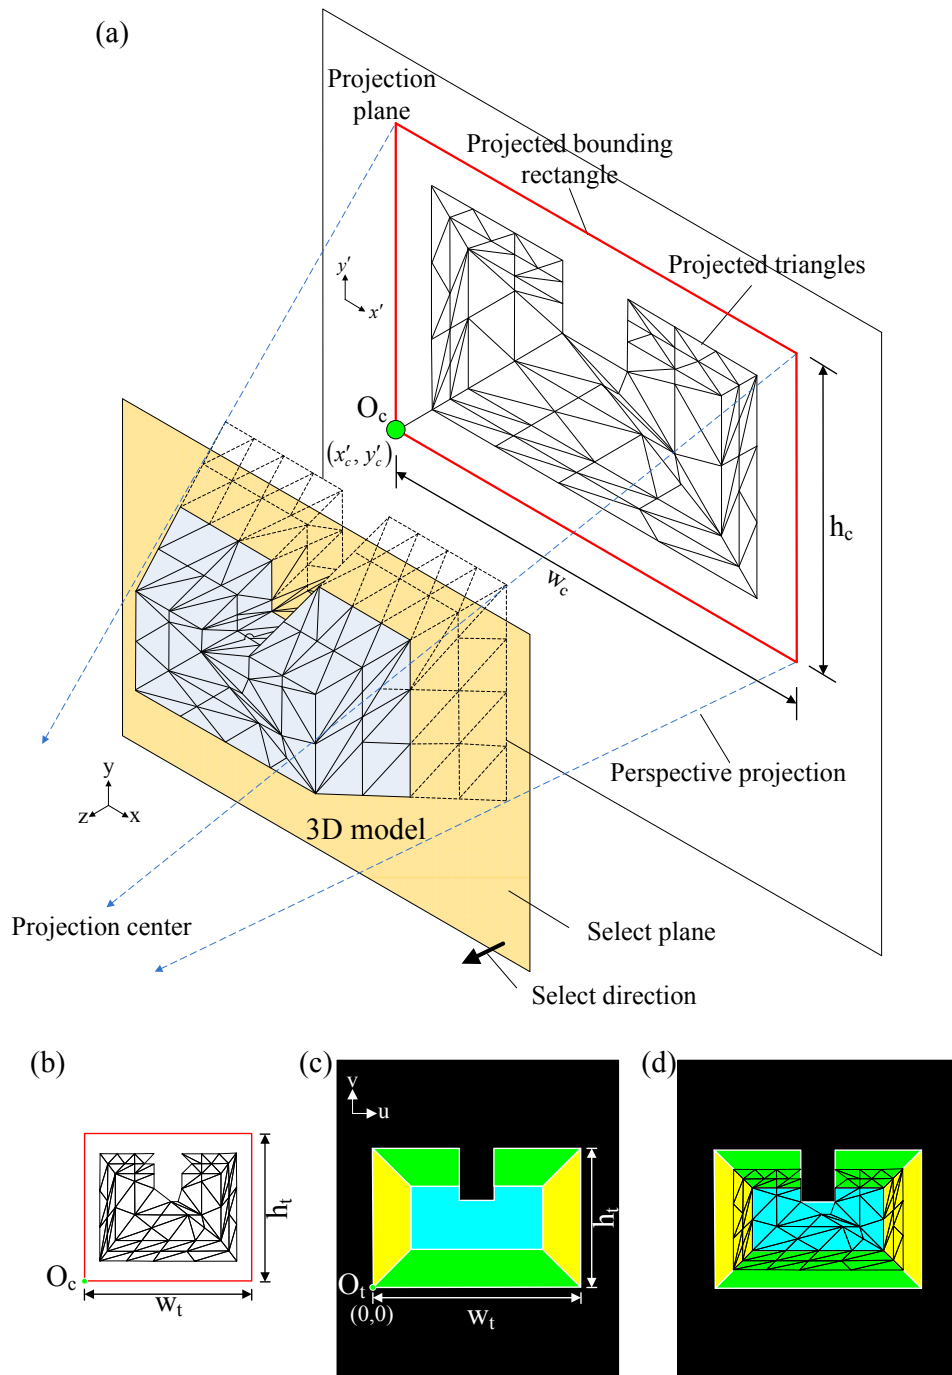 (a)
Projection
plane
Projected bounding
rectangle
Projected triangles
y′
x′
O_c
(x′_c, y′_c)
h_c
w_c
Perspective projection
y
z
x
3D model
Projection center
Select plane
Select direction
(b)
(c)
(d)
v
u
h_t
h_t
O_c
w_t
O_t
(0,0)
w_t